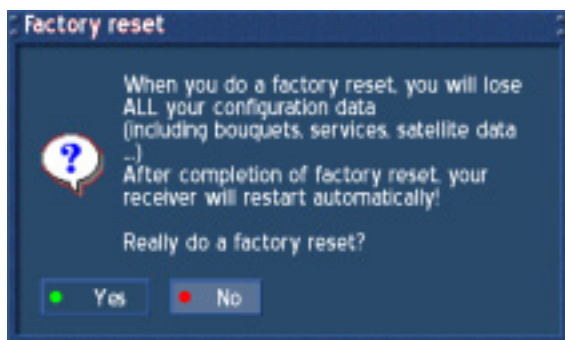 Factory reset
When you do a factory reset, you will lose
ALL your configuration data
(including bouquets, services, satellite data
...)
After completion of factory reset, your
receiver will restart automatically!
Really do a factory reset?
?
Yes
No